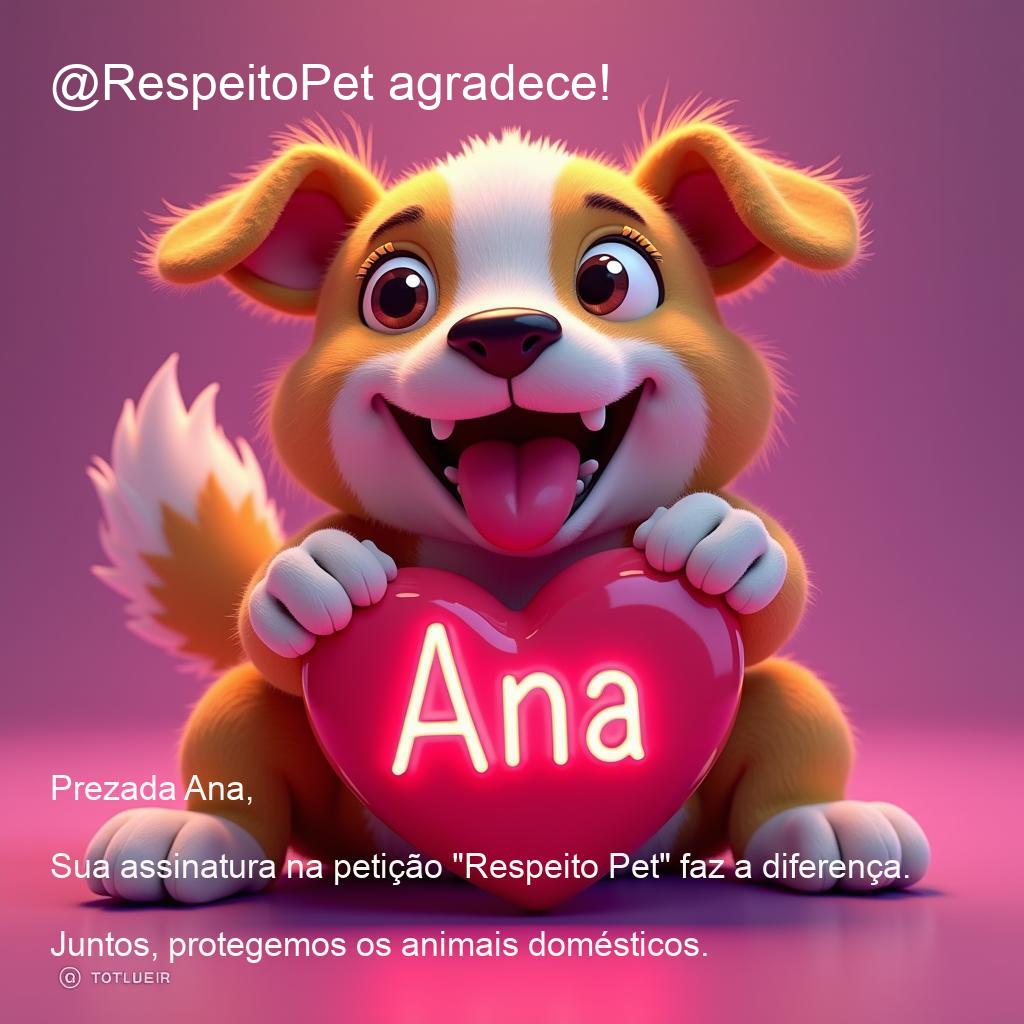 @RespeitoPet agradece!
Ana
Prezada Ana,
Sua assinatura na petição "Respeito Pet" faz a diferença.
Juntos, protegemos os animais domésticos.
@ TOTLUEIR